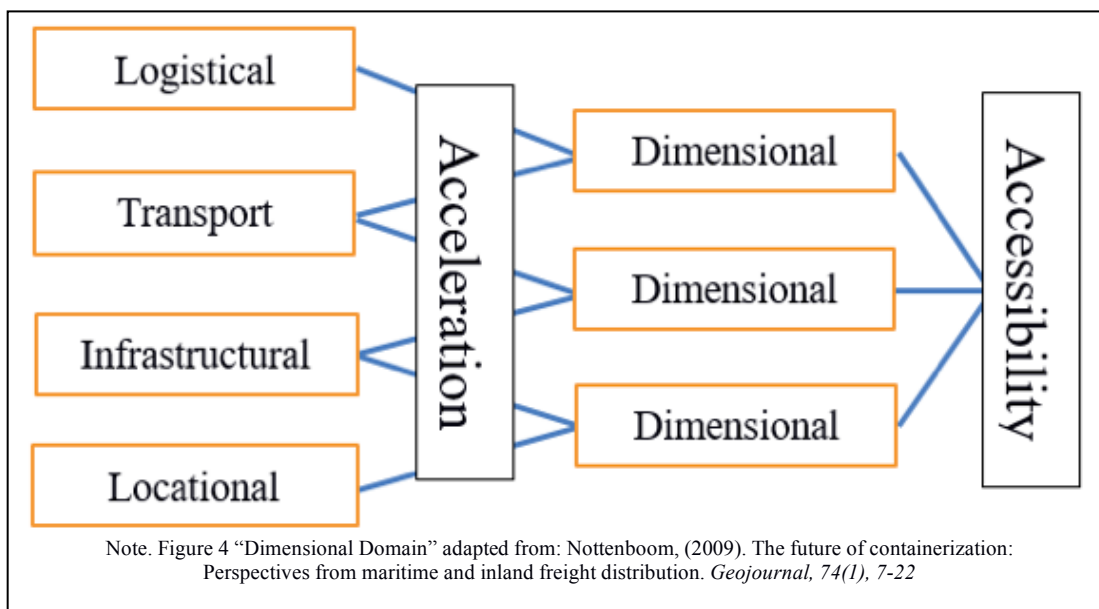 Logistical
Transport
Infrastructural
Locational
Acceleration
Dimensional
Dimensional
Dimensional
Accessibility
Note. Figure 4 “Dimensional Domain” adapted from: Nottenboom, (2009). The future of containerization:
Perspectives from maritime and inland freight distribution. Geojournal, 74(1), 7-22